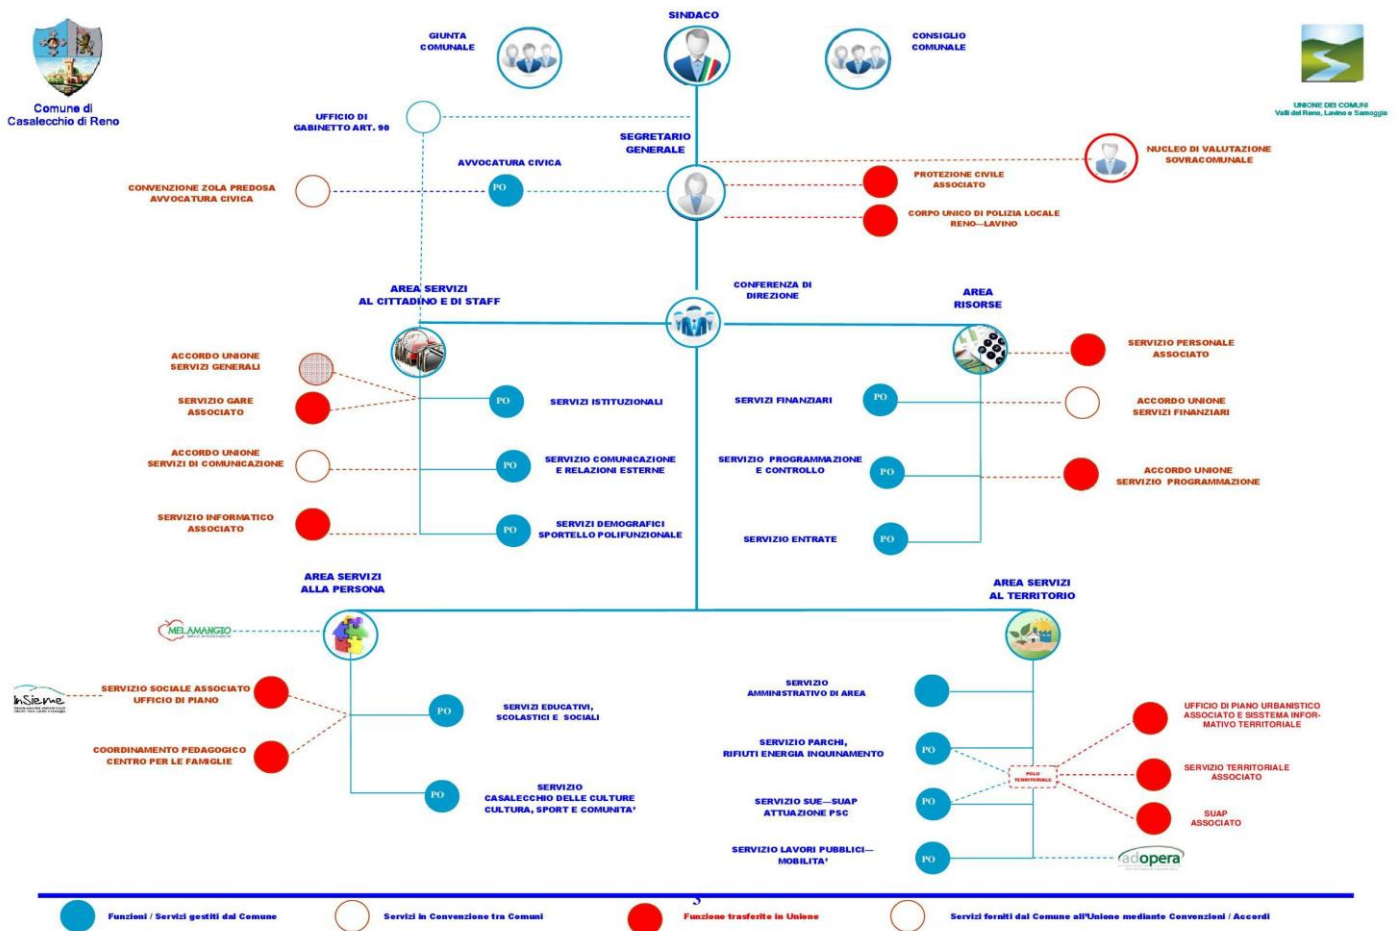 SINDACO
GIUNTA
COMUNALE
CONSIGLIO
COMUNALE
Comune di
Casalecchio di Reno
UNIONE DEI COMUNI
Valli del Reno, Lavino e Samoggia
UFFICIO DI
GABINETTO ART. 90
SEGRETARIO
GENERALE
NUCLEO DI VALUTAZIONE
SOVRACOMUNALE
AVVOCATURA CIVICA
PO
CONVENZIONE ZOLA PREDOSA
AVVOCATURA CIVICA
PROTEZIONE CIVILE
ASSOCIATO
CORPO UNICO DI POLIZIA LOCALE
RENO—LAVINO
AREA SERVIZI
AL CITTADINO E DI STAFF
CONFERENZA DI
DIREZIONE
AREA
RISORSE
ACCORDO UNIONE
SERVIZI GENERALI
SERVIZIO GARE
ASSOCIATO
PO
SERVIZI ISTITUZIONALI
ACCORDO UNIONE
SERVIZI DI COMUNICAZIONE
PO
SERVIZIO COMUNICAZIONE
E RELAZIONI ESTERNE
SERVIZIO INFORMATICO
ASSOCIATO
PO
SERVIZI DEMOGRAFICI
SPORTELLO POLIFUNZIONALE
SERVIZIO PERSONALE
ASSOCIATO
SERVIZI FINANZIARI
PO
ACCORDO UNIONE
SERVIZI FINANZIARI
SERVIZIO PROGRAMMAZIONE
E CONTROLLO
PO
ACCORDO UNIONE
SERVIZIO PROGRAMMAZIONE
SERVIZIO ENTRATE
PO
AREA SERVIZI
ALLA PERSONA
MELAMANGIO
InSieme
SERVIZIO SOCIALE ASSOCIATO
UFFICIO DI PIANO
PO
SERVIZI EDUCATIVI,
SCOLASTICI E SOCIALI
COORDINAMENTO PEDAGOGICO
CENTRO PER LE FAMIGLIE
PO
SERVIZIO
CASALECCHIO DELLE CULTURE
CULTURA, SPORT E COMUNITA'
AREA SERVIZI
AL TERRITORIO
SERVIZIO
AMMINISTRATIVO DI AREA
SERVIZIO PARCHI,
RIFIUTI ENERGIA INQUINAMENTO
PO
SERVIZIO SUE—SUAP
ATTUAZIONE PSC
PO
SERVIZIO LAVORI PUBBLICI—
MOBILITA'
PO
POLO
TERRITORIALE
UFFICIO DI PIANO URBANISTICO
ASSOCIATO E SISSTEMA INFOR-
MATIVO TERRITORIALE
SERVIZIO TERRITORIALE
ASSOCIATO
SUAP
ASSOCIATO
adopera
Funzioni / Servizi gestiti dal Comune
Servizi in Convenzione tra Comuni
Funzione trasferite in Unione
Servizi forniti dal Comune all'Unione mediante Convenzioni / Accordi